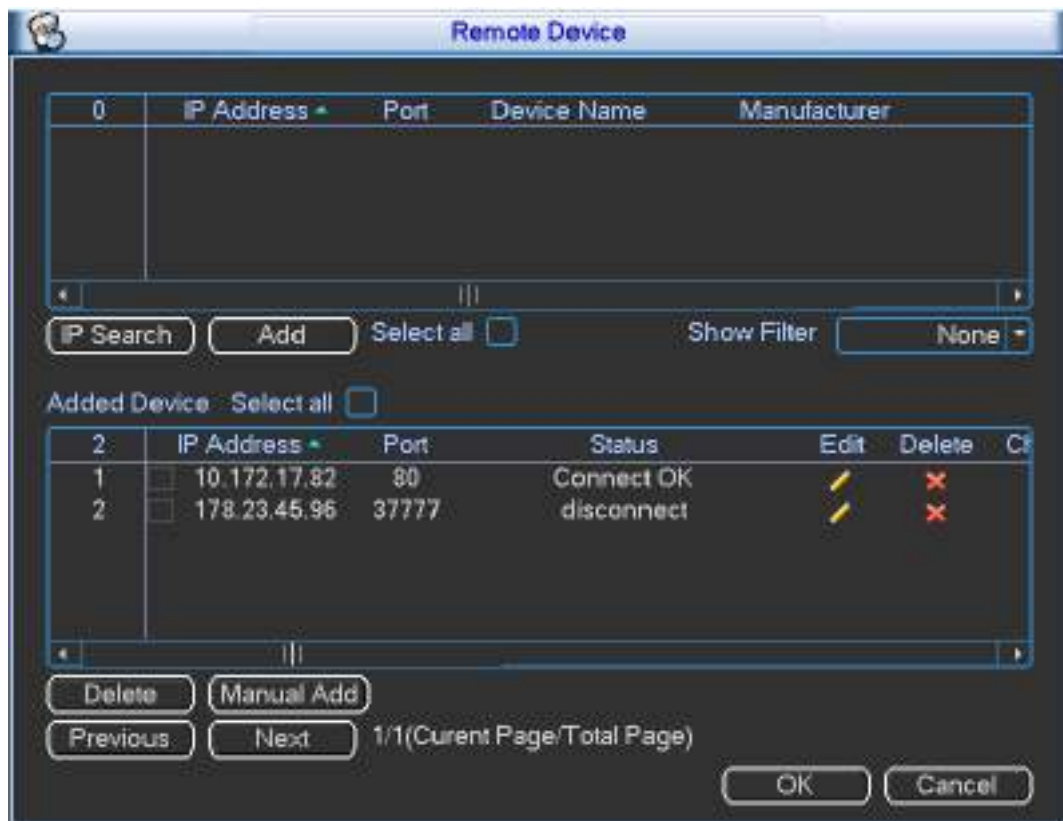 Remote Device
0 IP Address Port Device Name Manufacturer
IP Search Add Select all Show Filter None
Added Device Select all
2 IP Address Port Status Edit Delete Ch
1 10.172.17.82 80 Connect OK
2 178.23.45.96 37777 disconnect
Delete Manual Add
Previous Next 1/1(Curent Page/Total Page)
OK Cancel